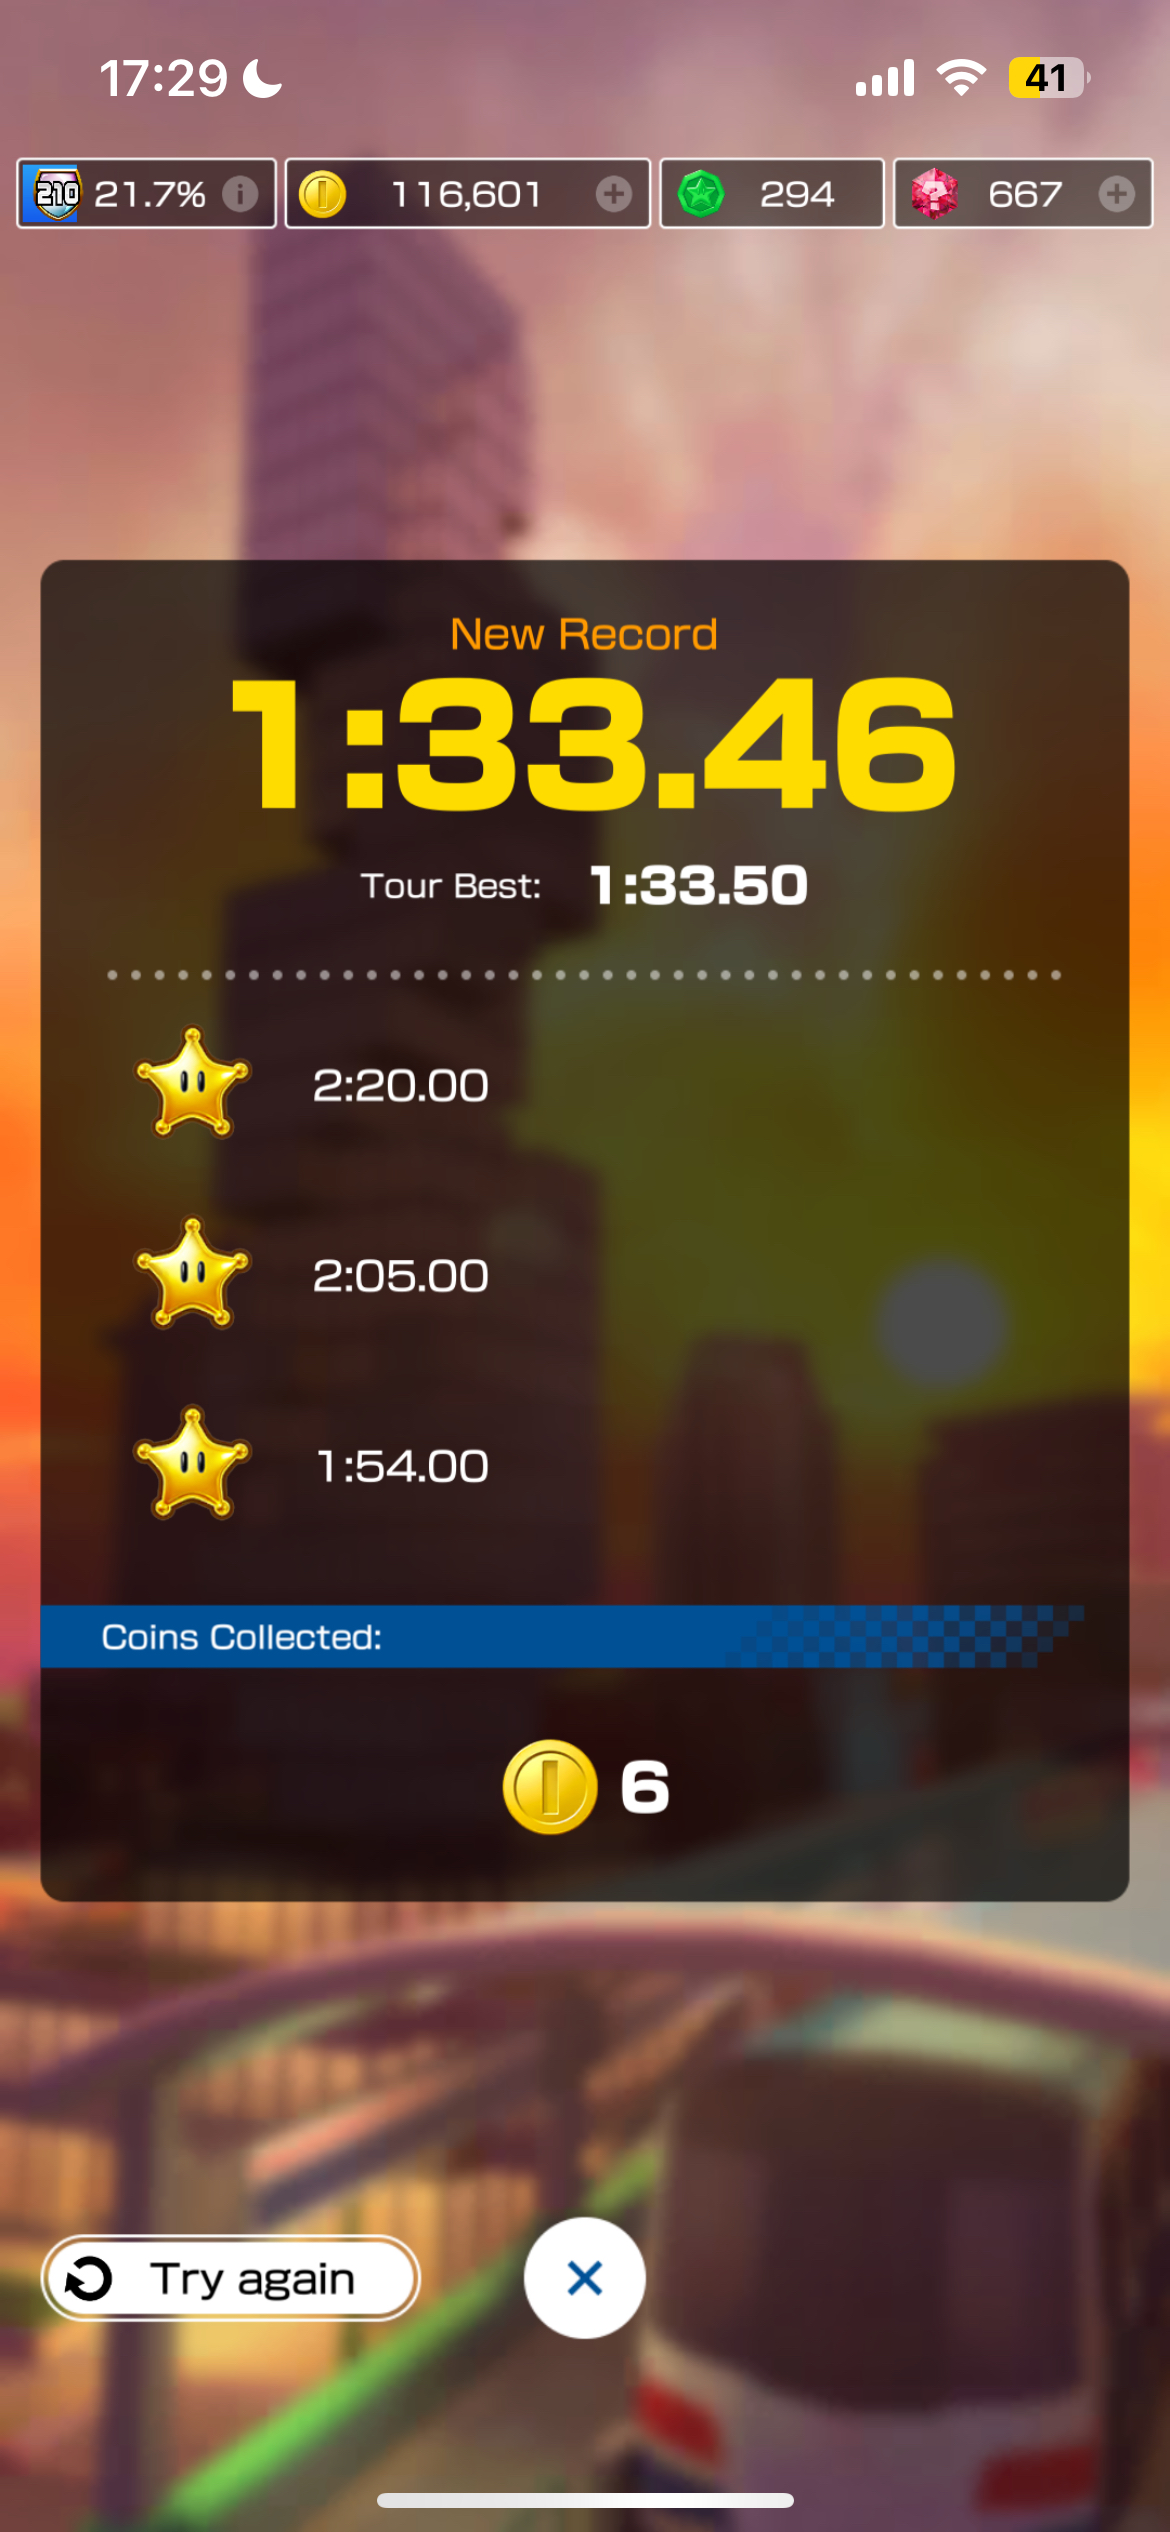 17:29
41
210 21.7% i 116,601 + 294 667 +
New Record
1:33.46
Tour Best: 1:33.50
2:20.00
2:05.00
1:54.00
Coins Collected:
6
Try again